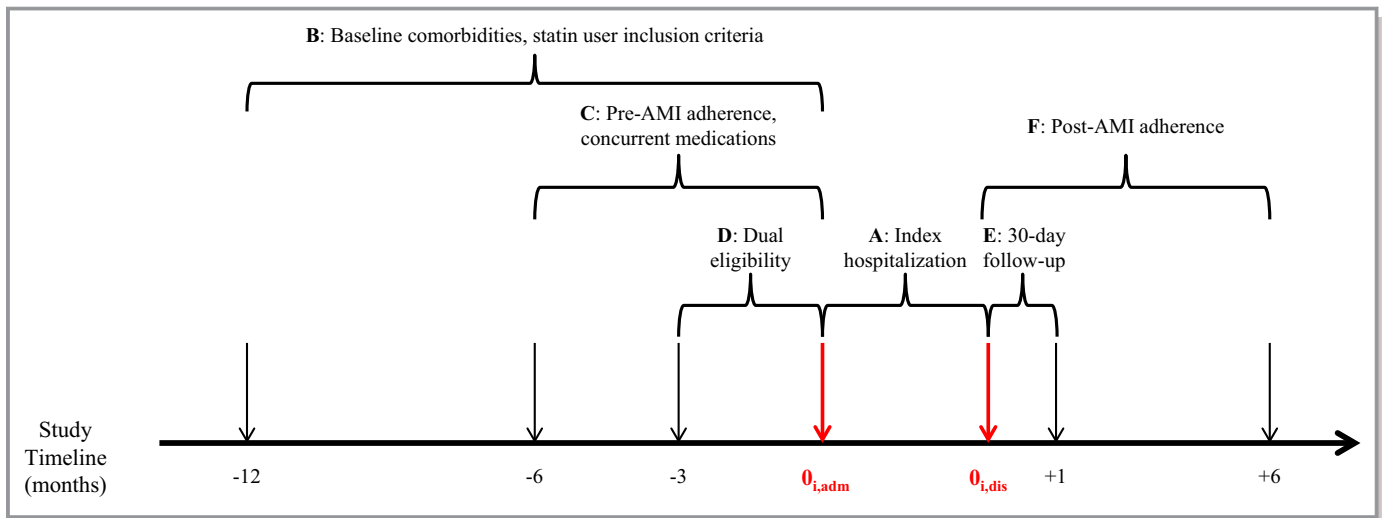 B: Baseline comorbidities, statin user inclusion criteria
C: Pre-AMI adherence,
concurrent medications
F: Post-AMI adherence
D: Dual
eligibility
A: Index
hospitalization
E: 30-day
follow-up
Study
Timeline
(months)
-12
-6
-3
0i,adm
0i,dis
+1
+6